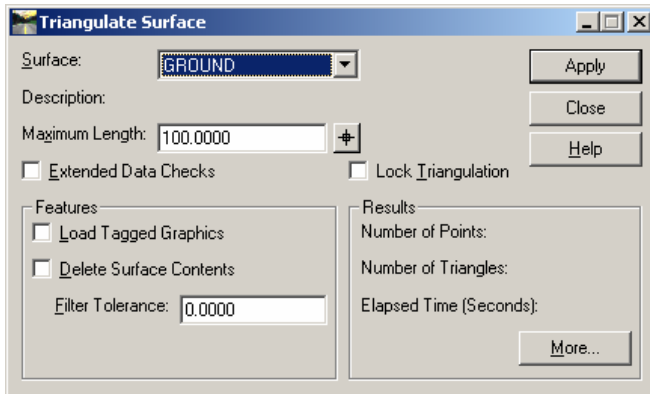 Triangulate Surface
Surface: GROUND
Apply
Description:
Close
Maximum Length: 100.0000
Help
Extended Data Checks
Lock Triangulation
Features
Load Tagged Graphics
Delete Surface Contents
Filter Tolerance: 0.0000
Results
Number of Points:
Number of Triangles:
Elapsed Time (Seconds):
More...